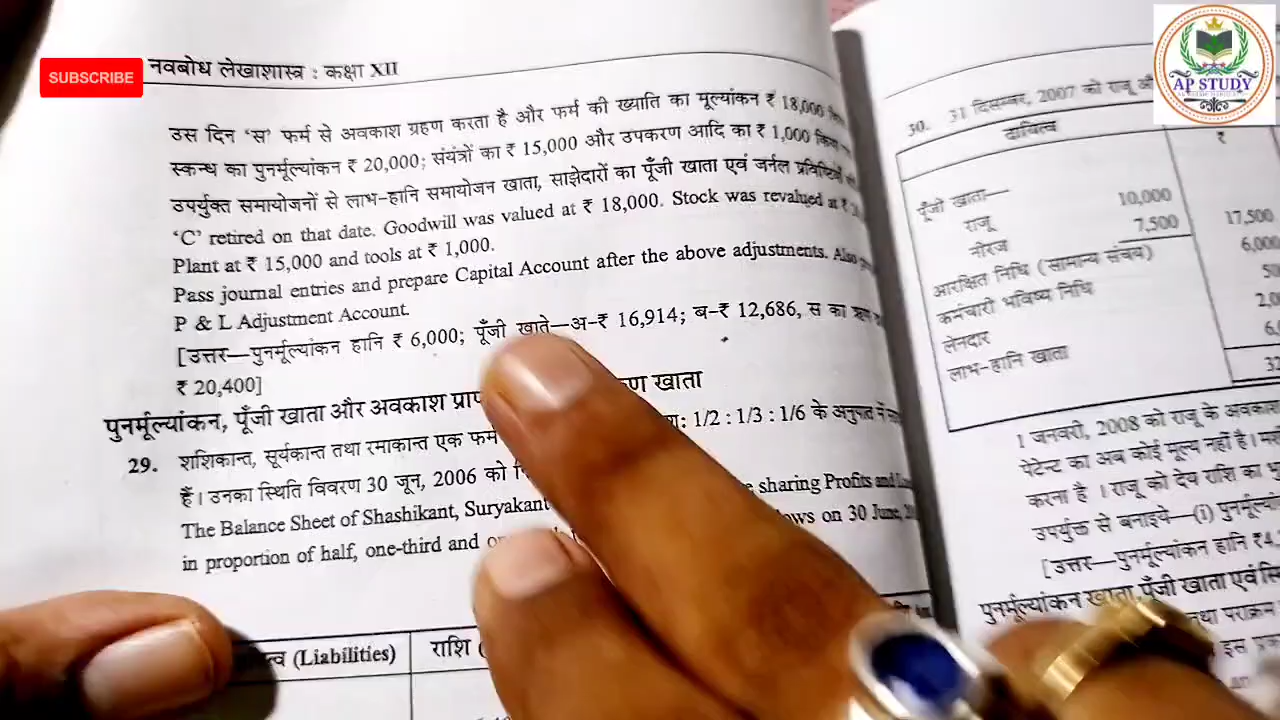 SUBSCRIBE
नवबोध लेखाशास्त्र : कक्षा XII
AP STUDY
उस दिन ‘स’ फर्म से अवकाश ग्रहण करता है और फर्म की ख्याति का मूल्यांकन ₹ 18,000
स्कन्ध का पुनर्मूल्यांकन ₹ 20,000; संयंत्रों का ₹ 15,000 और उपकरण आदि का ₹ 1,000 किया
उपर्युक्त समायोजनों से लाभ-हानि समायोजन खाता, साझेदारों का पूँजी खाता एवं जर्नल प्रविष्टियाँ
‘C’ retired on that date. Goodwill was valued at ₹ 18,000. Stock was revalued at ₹
Plant at ₹ 15,000 and tools at ₹ 1,000.
Pass journal entries and prepare Capital Account after the above adjustments. Also
P & L Adjustment Account.
[उत्तर—पुनर्मूल्यांकन हानि ₹ 6,000; पूँजी खाते—अ-₹ 16,914; ब-₹ 12,686, स का ऋण
₹ 20,400]
पुनर्मूल्यांकन, पूँजी खाता और अवकाश खाता
29. शशिकान्त, सूर्यकान्त तथा रमाकान्त एक फर्म 1/2 : 1/3 : 1/6 के अनुपात में
हैं। उनका स्थिति विवरण 30 जून, 2006 को
The Balance Sheet of Shashikant, Suryakant sharing Profits and
in proportion of half, one-third and on 30 June,
(Liabilities) राशि
30. 31 दिसम्बर, 2007 को राजू
दायित्व ₹
पूँजी खाता—
राजू 10,000
नीरज 7,500 17,500
आरक्षित निधि (सामान्य संचय) 6,000
कर्मचारी भविष्य निधि
लेनदार
लाभ-हानि खाता
1 जनवरी, 2008 को राजू के अवकाश
पेटेन्ट का अब कोई मूल्य नहीं है।
करना है । राजू को देय राशि का
उपर्युक्त से बनाइये—(i)
[उत्तर—पुनर्मूल्यांकन हानि
पुनर्मूल्यांकन खाता, पूँजी खाता एवं
तथा पराक्रम